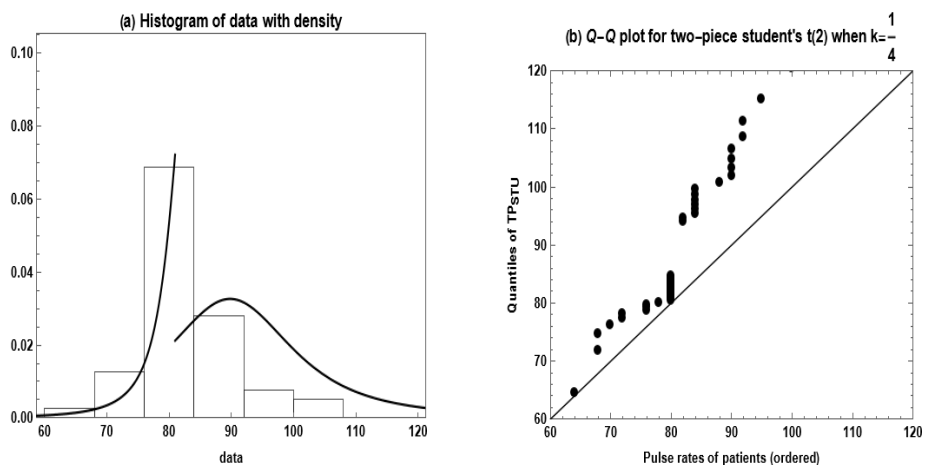 (a) Histogram of data with density
0.10
0.08
0.06
0.04
0.02
0.00
60 70 80 90 100 110 120
data
(b) Q−Q plot for two−piece student's t(2) when k=1/4
120
110
100
90
80
70
60
60 70 80 90 100 110 120
Quantiles of TPSTU
Pulse rates of patients (ordered)